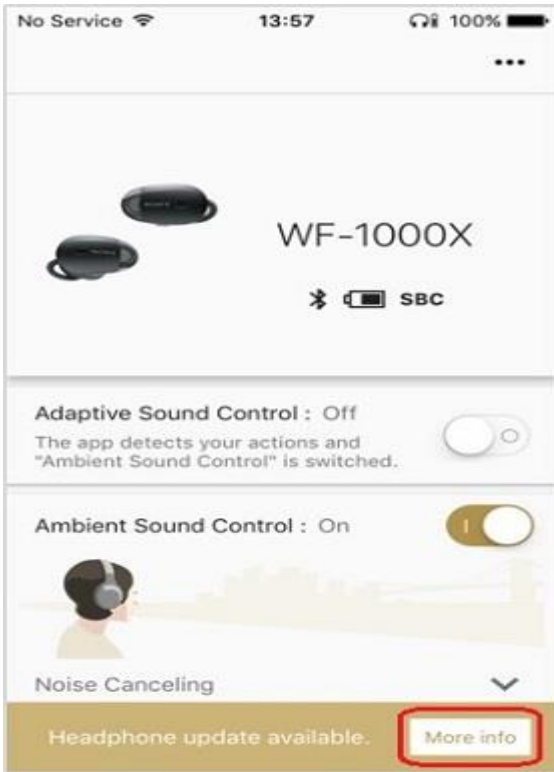 No Service 13:57 100%
WF-1000X
SBC
Adaptive Sound Control : Off
The app detects your actions and
"Ambient Sound Control" is switched.
Ambient Sound Control : On
Noise Canceling
Headphone update available. More info